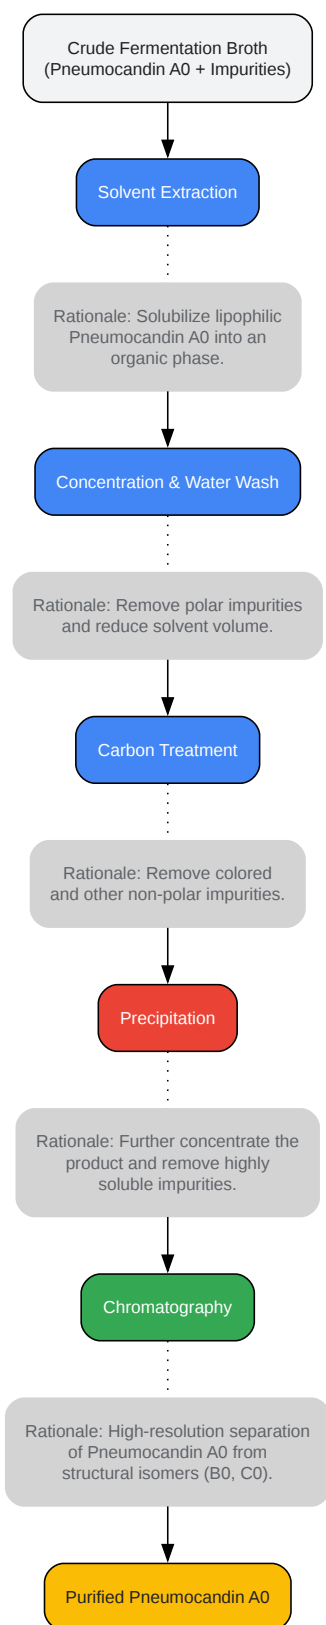 Crude Fermentation Broth
(Pneumocandin A0 + Impurities)
Solvent Extraction
Rationale: Solubilize lipophilic
Pneumocandin A0 into an
organic phase.
Concentration & Water Wash
Rationale: Remove polar impurities
and reduce solvent volume.
Carbon Treatment
Rationale: Remove colored
and other non-polar impurities.
Precipitation
Rationale: Further concentrate the
product and remove highly
soluble impurities.
Chromatography
Rationale: High-resolution separation
of Pneumocandin A0 from
structural isomers (B0, C0).
Purified Pneumocandin A0